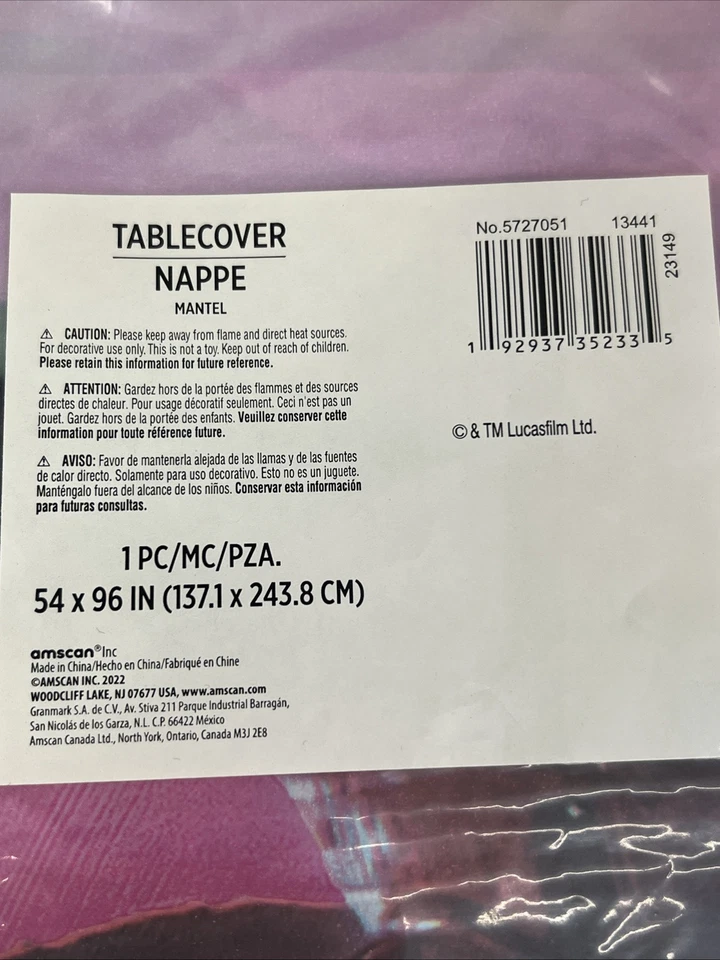 TABLECOVER
NAPPE
MANTEL
⚠ CAUTION: Please keep away from flame and direct heat sources.
For decorative use only. This is not a toy. Keep out of reach of children.
Please retain this information for future reference.
⚠ ATTENTION: Gardez hors de la portée des flammes et des sources
directes de chaleur. Pour usage décoratif seulement. Ceci n'est pas un
jouet. Gardez hors de la portée des enfants. Veuillez conserver cette
information pour toute référence future.
⚠ AVISO: Favor de mantenerla alejada de las llamas y de las fuentes
de calor directo. Solamente para uso decorativo. Esto no es un juguete.
Manténgalo fuera del alcance de los niños. Conservar esta información
para futuras consultas.
1 PC/MC/PZA.
54 x 96 IN (137.1 x 243.8 CM)
amscan® Inc
Made in China/Hecho en China/Fabriqué en Chine
©AMSCAN INC. 2022
WOODCLIFF LAKE, NJ 07677 USA, www.amscan.com
Granmark S.A. de C.V., Av. Stiva 211 Parque Industrial Barragán,
San Nicolás de los Garza, N.L. C.P. 66422 México
Amscan Canada Ltd., North York, Ontario, Canada M3J 2E8
No.5727051 13441
23149
1 92937 35233 5
© & TM Lucasfilm Ltd.